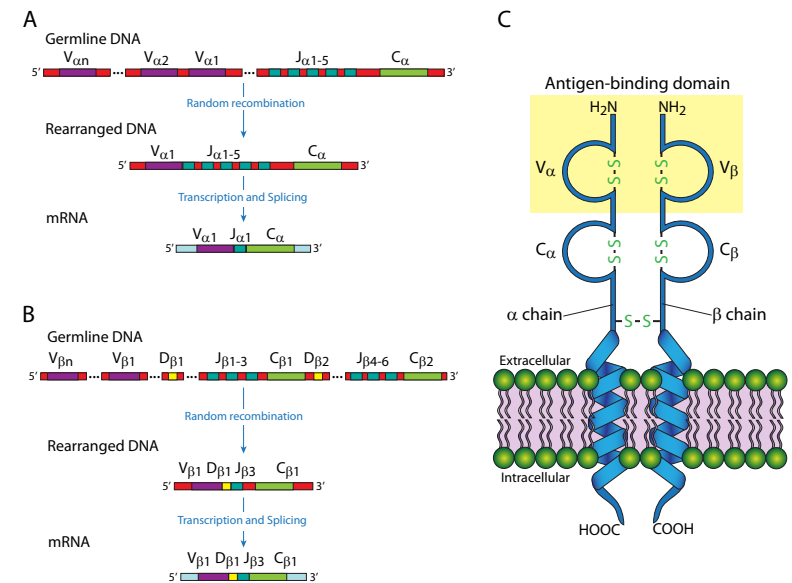 A
Germline DNA
Vαn Vα2 Vα1 Jα1-5 Cα
5′ ... ... 3′
Random recombination
Rearranged DNA
Vα1 Jα1-5 Cα
5′ 3′
Transcription and Splicing
mRNA
Vα1 Jα1 Cα
5′ 3′
B
Germline DNA
Vβn Vβ1 Dβ1 Jβ1-3 Cβ1 Dβ2 Jβ4-6 Cβ2
5′ ... ... ... ... 3′
Random recombination
Rearranged DNA
Vβ1 Dβ1 Jβ3 Cβ1
5′ 3′
Transcription and Splicing
mRNA
Vβ1 Dβ1 Jβ3 Cβ1
5′ 3′
C
Antigen-binding domain
H2N NH2
S S
Vα Vβ
S S
S S
Cα Cβ
S S
α chain S-S β chain
Extracellular
Intracellular
HOOC COOH